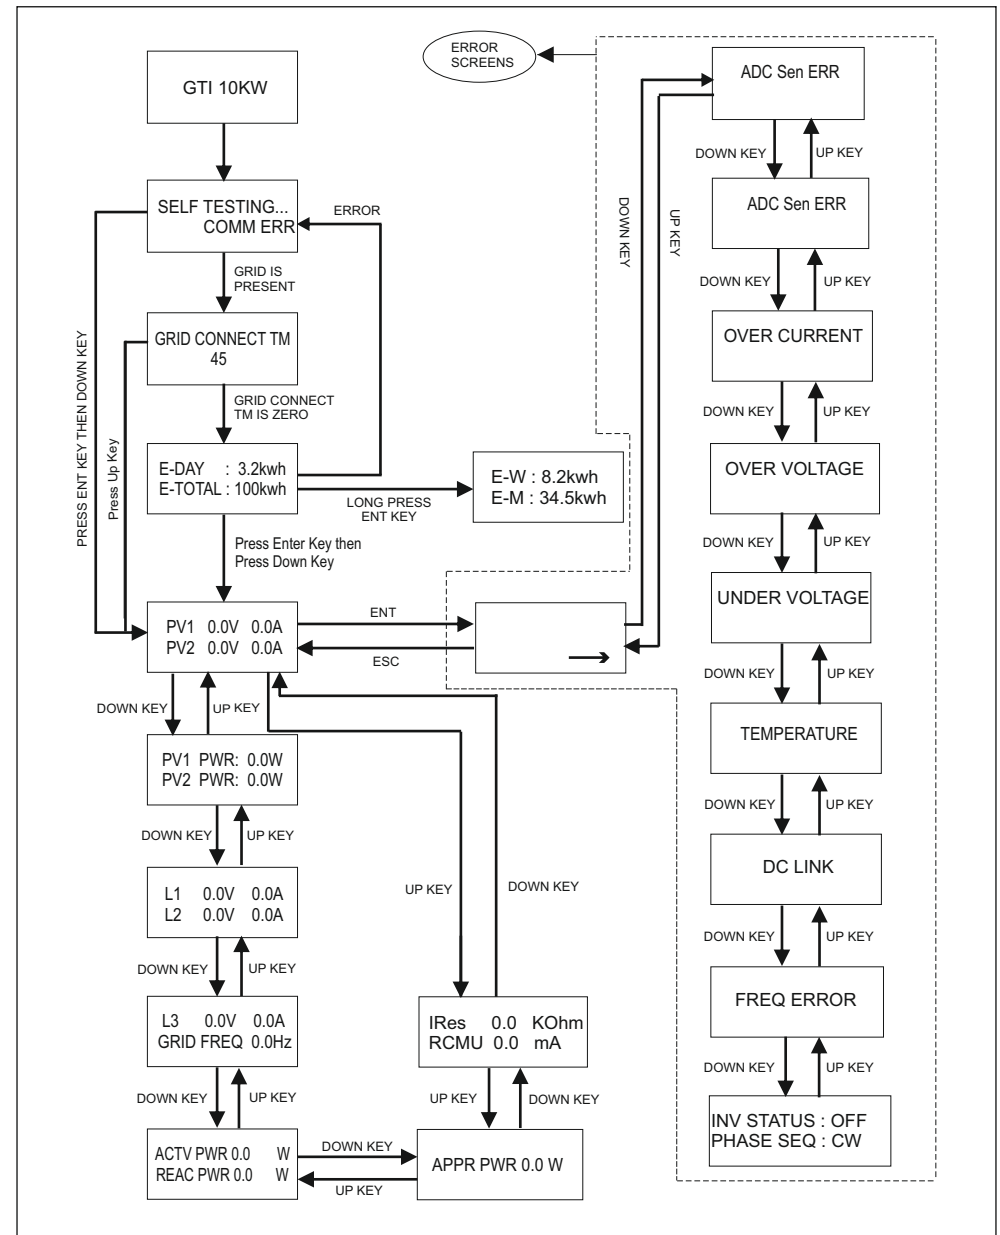 GTI 10KW
SELF TESTING...
COMM ERR
ERROR
GRID IS
PRESENT
GRID CONNECT TM
45
GRID CONNECT
TM IS ZERO
PRESS ENT KEY THEN DOWN KEY
Press Up Key
E-DAY : 3.2kwh
E-TOTAL : 100kwh
LONG PRESS
ENT KEY
E-W : 8.2kwh
E-M : 34.5kwh
Press Enter Key then
Press Down Key
PV1 0.0V 0.0A
PV2 0.0V 0.0A
ENT
ESC
DOWN KEY
UP KEY
PV1 PWR: 0.0W
PV2 PWR: 0.0W
DOWN KEY
UP KEY
L1 0.0V 0.0A
L2 0.0V 0.0A
DOWN KEY
UP KEY
L3 0.0V 0.0A
GRID FREQ 0.0Hz
DOWN KEY
UP KEY
ACTV PWR 0.0 W
REAC PWR 0.0 W
DOWN KEY
UP KEY
APPR PWR 0.0 W
UP KEY
DOWN KEY
IRes 0.0 KOhm
RCMU 0.0 mA
UP KEY
DOWN KEY
ERROR
SCREENS
DOWN KEY
UP KEY
ADC Sen ERR
DOWN KEY
UP KEY
ADC Sen ERR
DOWN KEY
UP KEY
OVER CURRENT
DOWN KEY
UP KEY
OVER VOLTAGE
DOWN KEY
UP KEY
UNDER VOLTAGE
DOWN KEY
UP KEY
TEMPERATURE
DOWN KEY
UP KEY
DC LINK
DOWN KEY
UP KEY
FREQ ERROR
DOWN KEY
UP KEY
INV STATUS : OFF
PHASE SEQ : CW